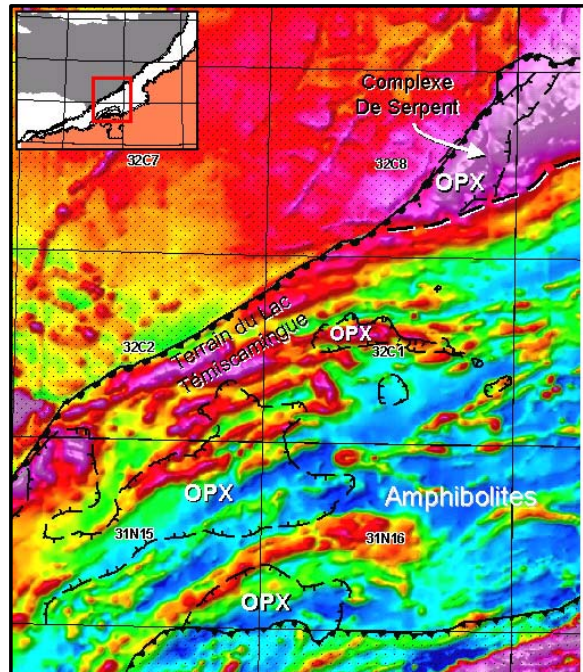 Complexe
De Serpent
32C7
32C8
OPX
Terrain du Lac
Témiscamingue
OPX
32C2
32C1
OPX
Amphibolites
31N15
31N16
OPX